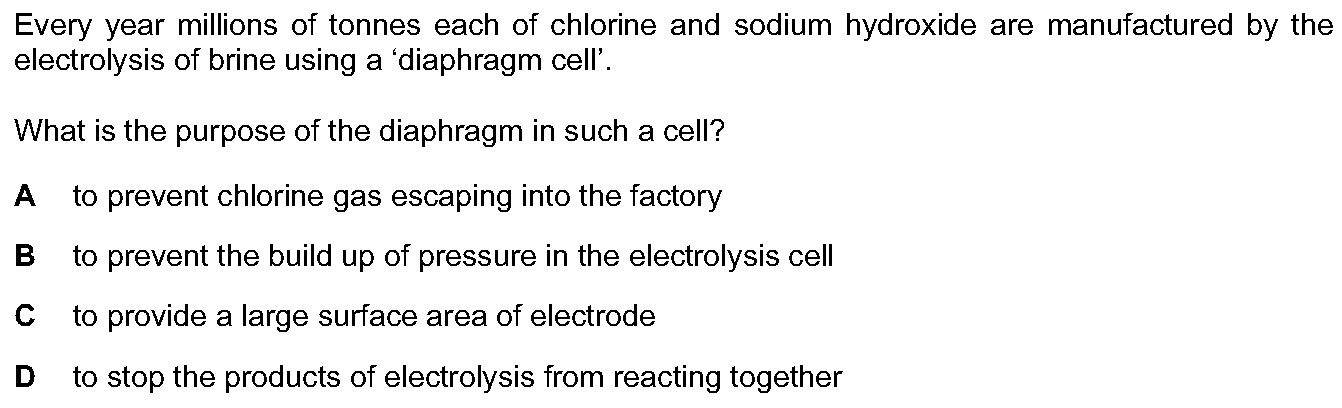 Every year millions of tonnes each of chlorine and sodium hydroxide are manufactured by the
electrolysis of brine using a ‘diaphragm cell’.
What is the purpose of the diaphragm in such a cell?
A to prevent chlorine gas escaping into the factory
B to prevent the build up of pressure in the electrolysis cell
C to provide a large surface area of electrode
D to stop the products of electrolysis from reacting together